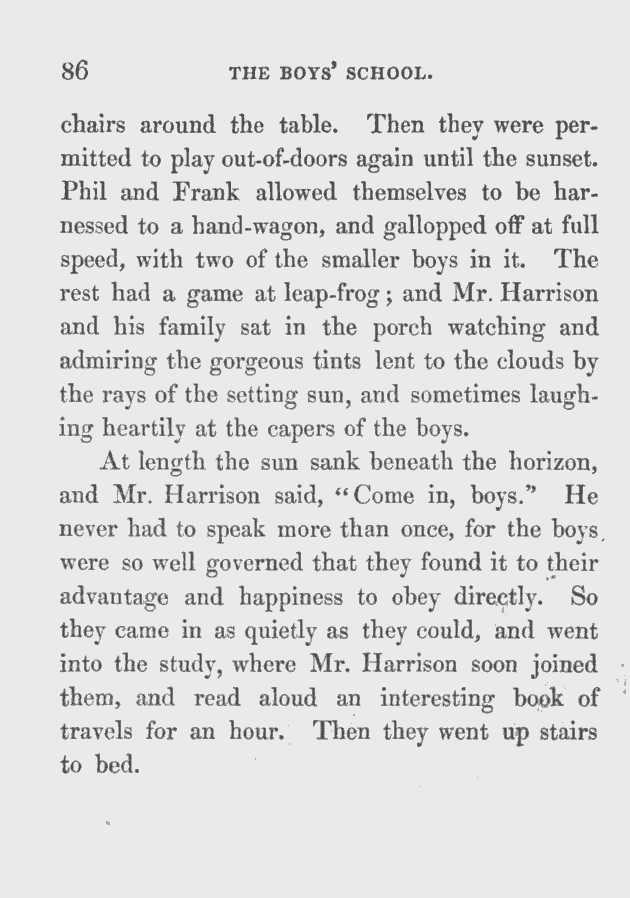 86 THE BOYS' SCHOOL.
chairs around the table. Then they were per-
mitted to play out-of-doors again until the sunset.
Phil and Frank allowed themselves to be har-
nessed to a hand-wagon, and gallopped off at full
speed, with two of the smaller boys in it. The
rest had a game at leap-frog; and Mr. Harrison
and his family sat in the porch watching and
admiring the gorgeous tints lent to the clouds by
the rays of the setting sun, and sometimes laugh-
ing heartily at the capers of the boys.
At length the sun sank beneath the horizon,
and Mr. Harrison said, "Come in, boys." He
never had to speak more than once, for the boys
were so well governed that they found it to their
advantage and happiness to obey directly. So
they came in as quietly as they could, and went
into the study, where Mr. Harrison soon joined
them, and read aloud an interesting book of
travels for an hour. Then they went up stairs
to bed.